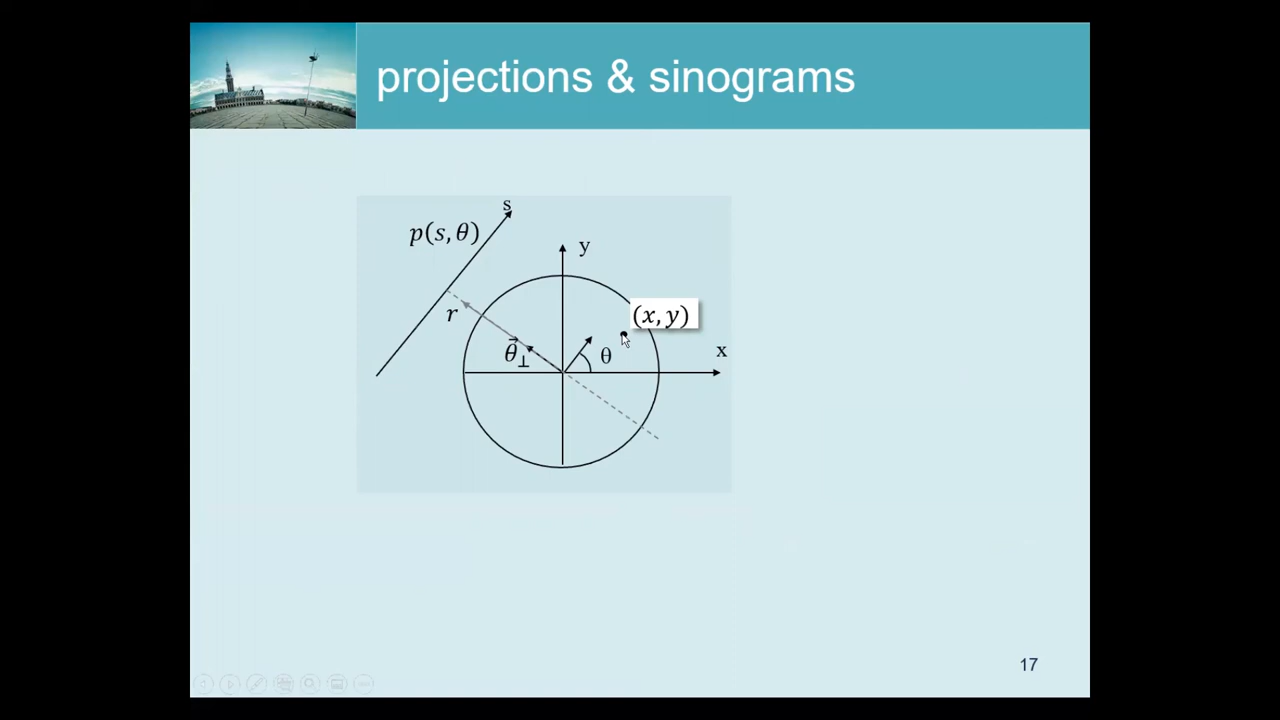 projections & sinograms
s
p(s, θ)
y
(x, y)
r
x
θ⃗⊥
θ
17